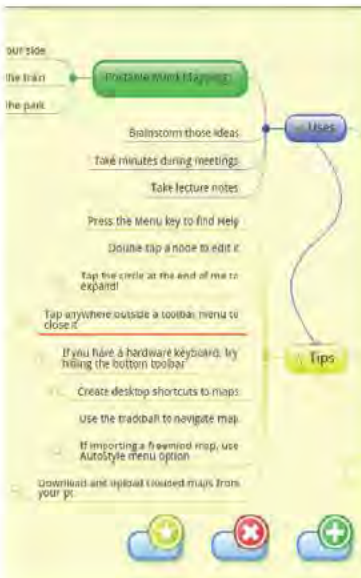 our side
the train
the park
Portable Mind Mapping
Uses
Brainstorm those ideas
Take minutes during meetings
Take lecture notes
Press the Menu key to find Help
Double tap a node to edit it
Tap the circle at the end of me to
expand!
Tap anywhere outside a toolbar menu to
close it
If you have a hardware keyboard, try
hiding the bottom toolbar
Tips
Create desktop shortcuts to maps
Use the trackball to navigate map
If importing a freemind map, use
AutoStyle menu option
Download and upload maps from
your pc